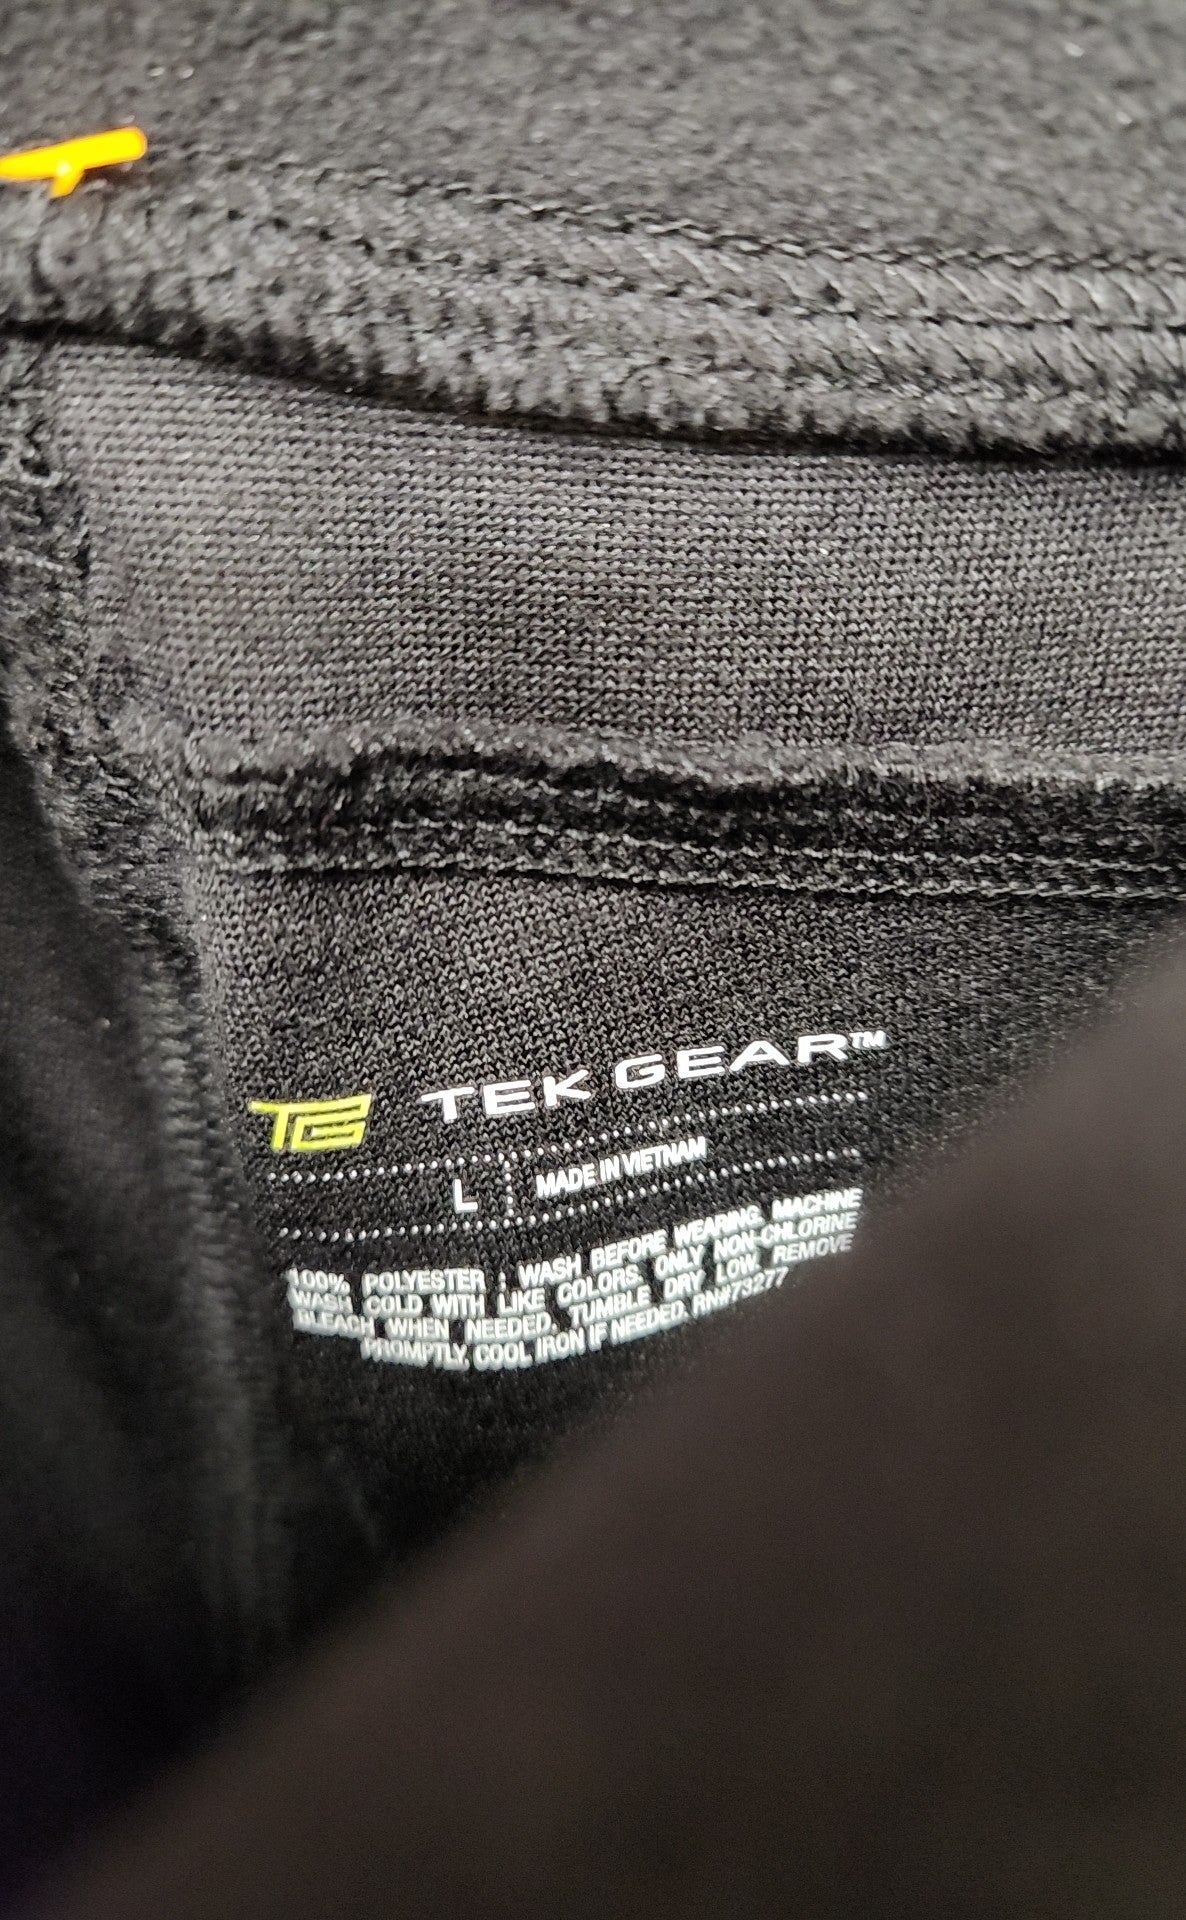 TG TEK GEAR™
L MADE IN VIETNAM
100% POLYESTER ; WASH BEFORE WEARING. MACHINE
WASH COLD WITH LIKE COLORS. ONLY NON-CHLORINE
BLEACH WHEN NEEDED. TUMBLE DRY LOW. REMOVE
PROMPTLY. COOL IRON IF NEEDED. RN#73277